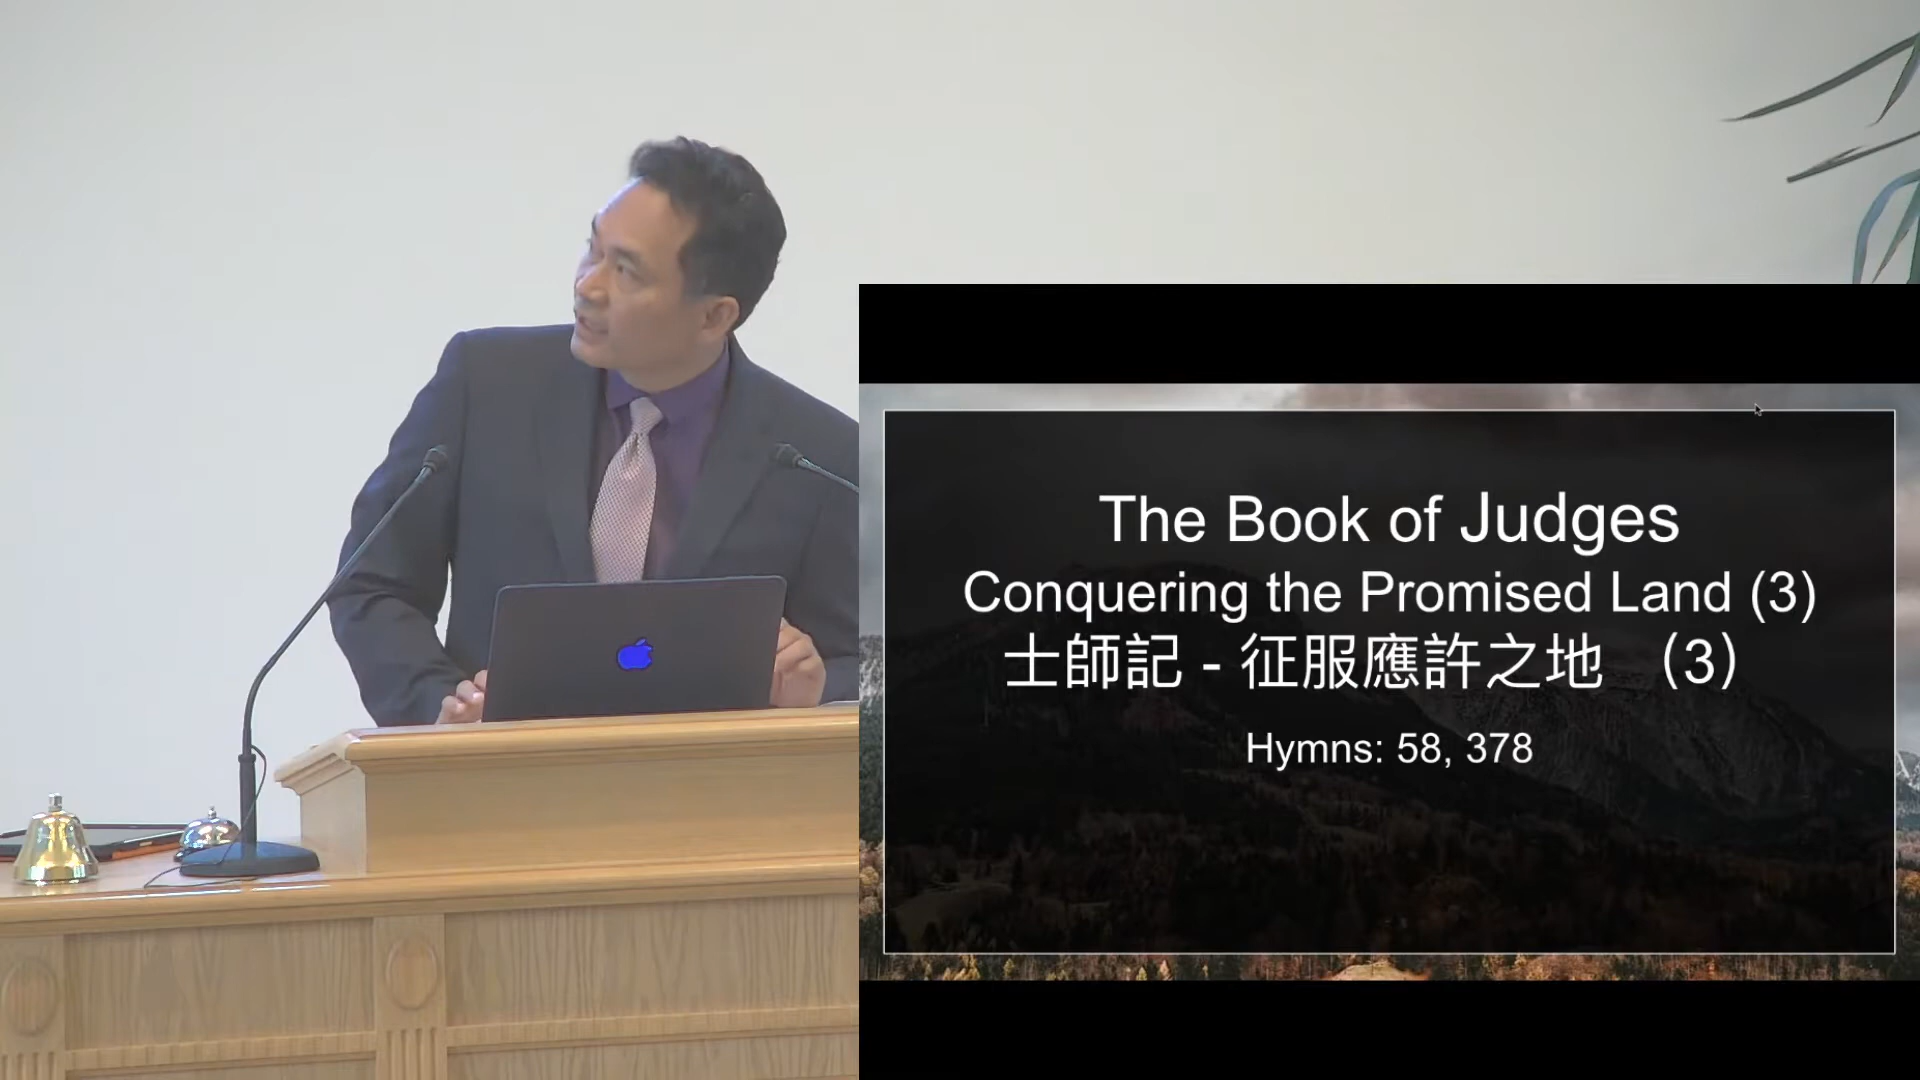 The Book of Judges
Conquering the Promised Land (3)
士師記 - 征服應許之地 （3）
Hymns: 58, 378